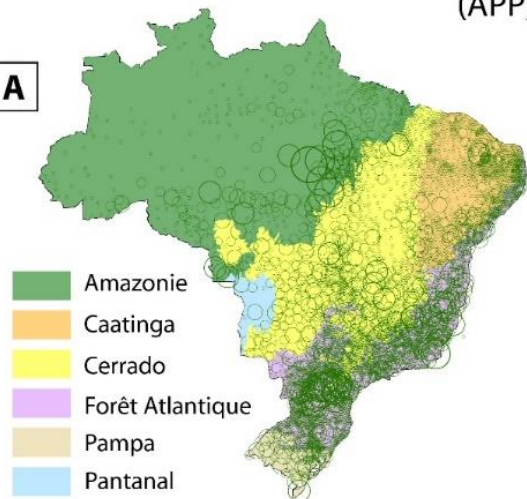 (APP)
A
Amazonie
Caatinga
Cerrado
Forêt Atlantique
Pampa
Pantanal